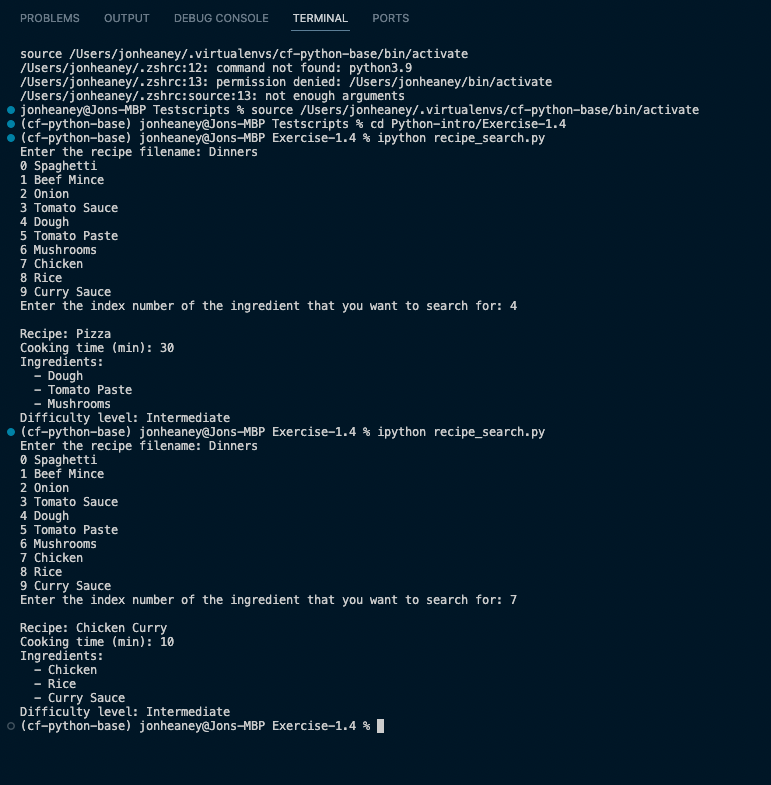 PROBLEMS OUTPUT DEBUG CONSOLE TERMINAL PORTS
source /Users/jonheaney/.virtualenvs/cf-python-base/bin/activate
/Users/jonheaney/.zshrc:12: command not found: python3.9
/Users/jonheaney/.zshrc:13: permission denied: /Users/jonheaney/bin/activate
/Users/jonheaney/.zshrc:source:13: not enough arguments
jonheaney@Jons-MBP Testscripts % source /Users/jonheaney/.virtualenvs/cf-python-base/bin/activate
(cf-python-base) jonheaney@Jons-MBP Testscripts % cd Python-intro/Exercise-1.4
(cf-python-base) jonheaney@Jons-MBP Exercise-1.4 % ipython recipe_search.py
Enter the recipe filename: Dinners
0 Spaghetti
1 Beef Mince
2 Onion
3 Tomato Sauce
4 Dough
5 Tomato Paste
6 Mushrooms
7 Chicken
8 Rice
9 Curry Sauce
Enter the index number of the ingredient that you want to search for: 4
Recipe: Pizza
Cooking time (min): 30
Ingredients:
- Dough
- Tomato Paste
- Mushrooms
Difficulty level: Intermediate
(cf-python-base) jonheaney@Jons-MBP Exercise-1.4 % ipython recipe_search.py
Enter the recipe filename: Dinners
0 Spaghetti
1 Beef Mince
2 Onion
3 Tomato Sauce
4 Dough
5 Tomato Paste
6 Mushrooms
7 Chicken
8 Rice
9 Curry Sauce
Enter the index number of the ingredient that you want to search for: 7
Recipe: Chicken Curry
Cooking time (min): 10
Ingredients:
- Chicken
- Rice
- Curry Sauce
Difficulty level: Intermediate
(cf-python-base) jonheaney@Jons-MBP Exercise-1.4 %